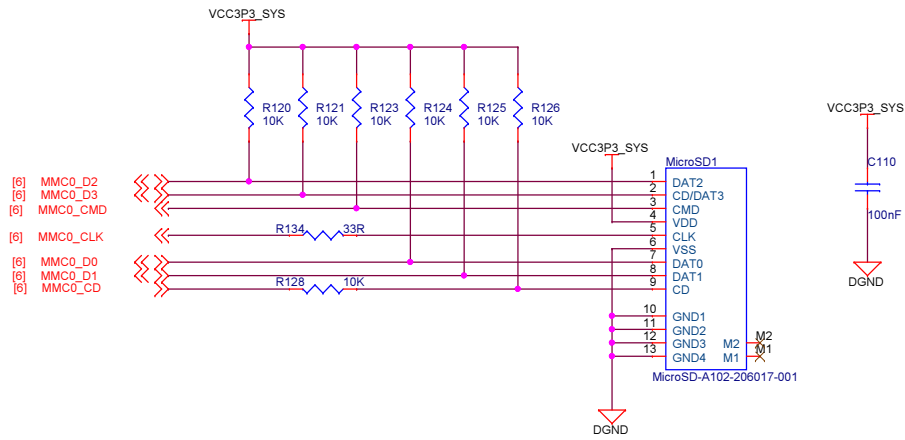 VCC3P3_SYS
R120
10K
R121
10K
R123
10K
R124
10K
R125
10K
R126
10K
VCC3P3_SYS
VCC3P3_SYS
C110
100nF
DGND
MicroSD1
[6] MMC0_D2
[6] MMC0_D3
[6] MMC0_CMD
[6] MMC0_CLK
R134 33R
[6] MMC0_D0
[6] MMC0_D1
[6] MMC0_CD
R128 10K
1 DAT2
2 CD/DAT3
3 CMD
4 VDD
5 CLK
6 VSS
7 DAT0
8 DAT1
9 CD
10 GND1
11 GND2
12 GND3 M2 M2
13 GND4 M1 M1
MicroSD-A102-206017-001
DGND